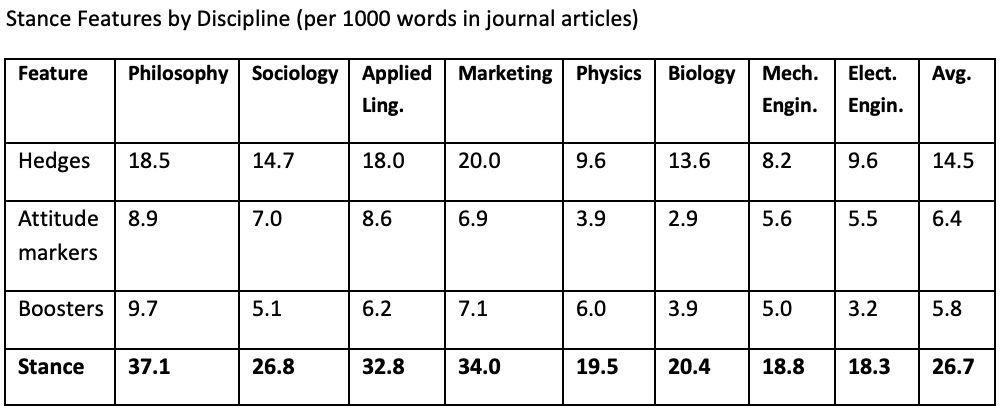 Stance Features by Discipline (per 1000 words in journal articles)
Feature Philosophy Sociology Applied Ling. Marketing Physics Biology Mech. Engin. Elect. Engin. Avg.
Hedges 18.5 14.7 18.0 20.0 9.6 13.6 8.2 9.6 14.5
Attitude markers 8.9 7.0 8.6 6.9 3.9 2.9 5.6 5.5 6.4
Boosters 9.7 5.1 6.2 7.1 6.0 3.9 5.0 3.2 5.8
Stance 37.1 26.8 32.8 34.0 19.5 20.4 18.8 18.3 26.7